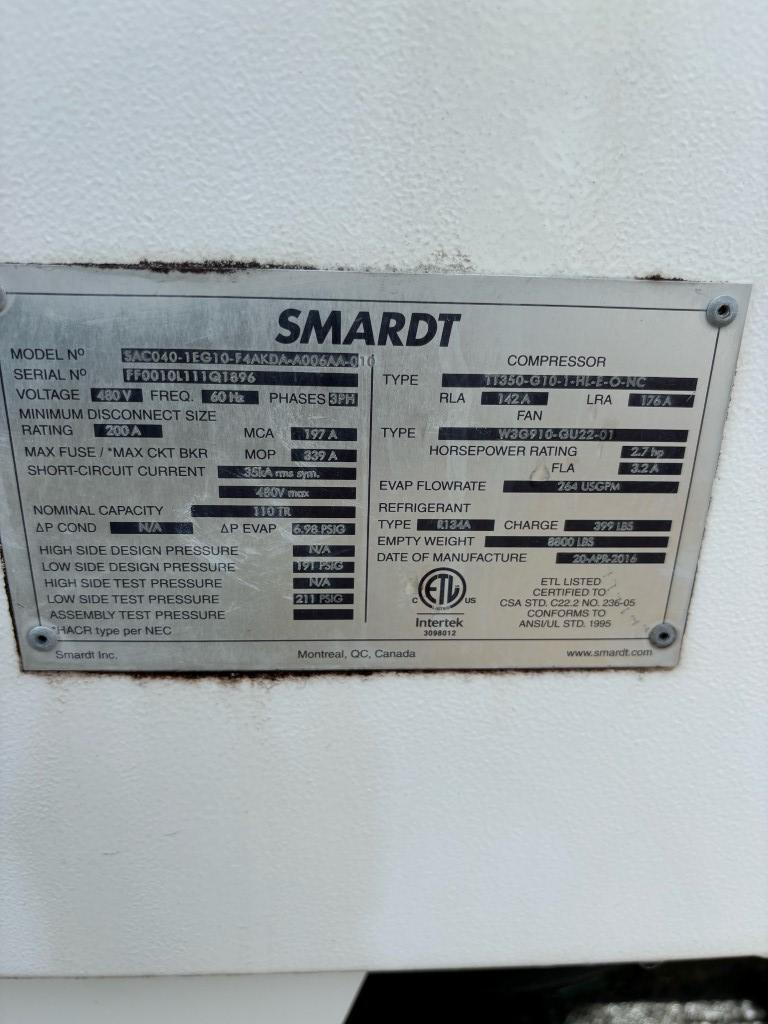 SMARDT
MODEL Nº SAC040-1EG10-F4AKDA-A006AA-016
SERIAL Nº FF0010L111Q1896
VOLTAGE 480 V FREQ. 60 Hz PHASES 3PH
MINIMUM DISCONNECT SIZE
RATING 200 A MCA 197 A
MAX FUSE / *MAX CKT BKR MOP 339 A
SHORT-CIRCUIT CURRENT 35kA rms sym.
480V max
NOMINAL CAPACITY 110 TR
ΔP COND N/A ΔP EVAP 6.98 PSIG
HIGH SIDE DESIGN PRESSURE N/A
LOW SIDE DESIGN PRESSURE 191 PSIG
HIGH SIDE TEST PRESSURE N/A
LOW SIDE TEST PRESSURE 211 PSIG
ASSEMBLY TEST PRESSURE
*HACR type per NEC
COMPRESSOR
TYPE TT350-G10-1-HL-E-O-NC
RLA 142 A LRA 176 A
FAN
TYPE W3G910-GU22-01
HORSEPOWER RATING 2.7 hp
FLA 3.2 A
EVAP FLOWRATE 264 USGPM
REFRIGERANT
TYPE R134A CHARGE 399 LBS
EMPTY WEIGHT 8800 LBS
DATE OF MANUFACTURE 20-APR-2016
C ETL US
Intertek
3098012
ETL LISTED
CERTIFIED TO
CSA STD. C22.2 NO. 236-05
CONFORMS TO
ANSI/UL STD. 1995
Smardt Inc. Montreal, QC, Canada www.smardt.com